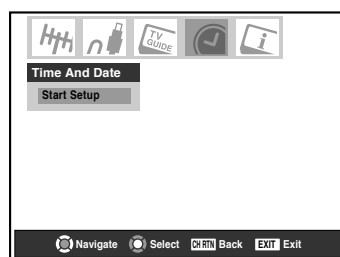 TV GUIDE
Time And Date
Start Setup
Navigate Select CH RTN Back EXIT Exit